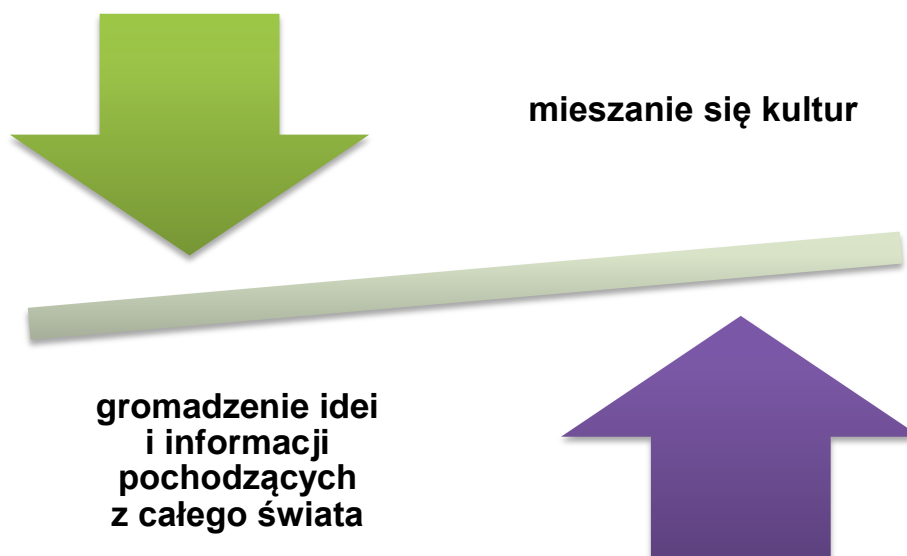 mieszanie się kultur
gromadzenie idei
i informacji
pochodzących
z całego świata